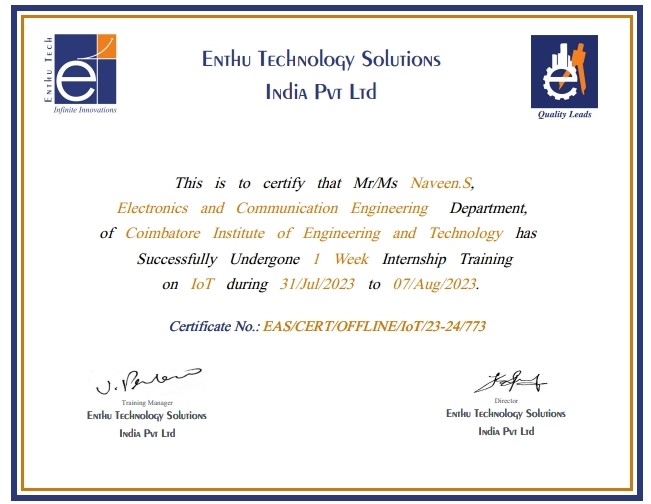 Enthu Tech
Infinite Innovations
Enthu Technology Solutions
India Pvt Ltd
Quality Leads
This is to certify that Mr/Ms Naveen.S,
Electronics and Communication Engineering Department,
of Coimbatore Institute of Engineering and Technology has
Successfully Undergone 1 Week Internship Training
on IoT during 31/Jul/2023 to 07/Aug/2023.
Certificate No.: EAS/CERT/OFFLINE/IoT/23-24/773
Training Manager
Enthu Technology Solutions
India Pvt Ltd
Director
Enthu Technology Solutions
India Pvt Ltd